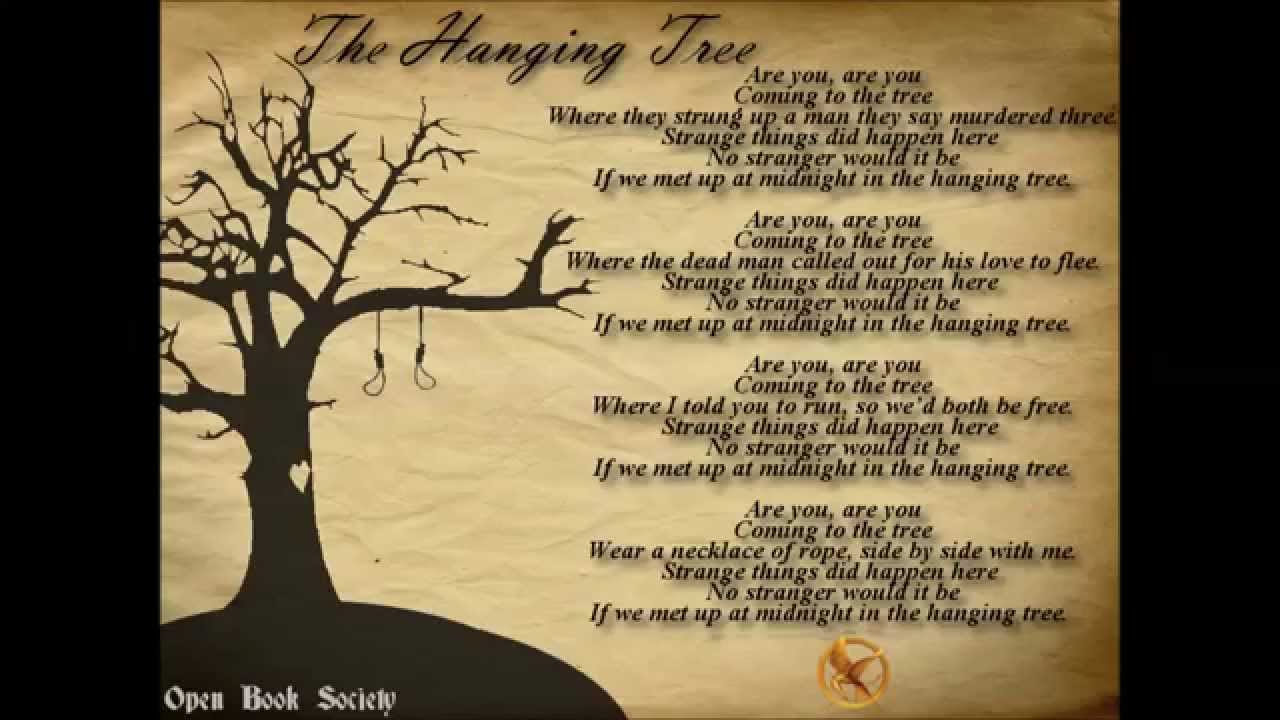 The Hanging Tree
Are you, are you
Coming to the tree
Where they strung up a man they say murdered three.
Strange things did happen here
No stranger would it be
If we met up at midnight in the hanging tree.
Are you, are you
Coming to the tree
Where the dead man called out for his love to flee.
Strange things did happen here
No stranger would it be
If we met up at midnight in the hanging tree.
Are you, are you
Coming to the tree
Where I told you to run, so we'd both be free.
Strange things did happen here
No stranger would it be
If we met up at midnight in the hanging tree.
Are you, are you
Coming to the tree
Wear a necklace of rope, side by side with me.
Strange things did happen here
No stranger would it be
If we met up at midnight in the hanging tree.
Open Book Society